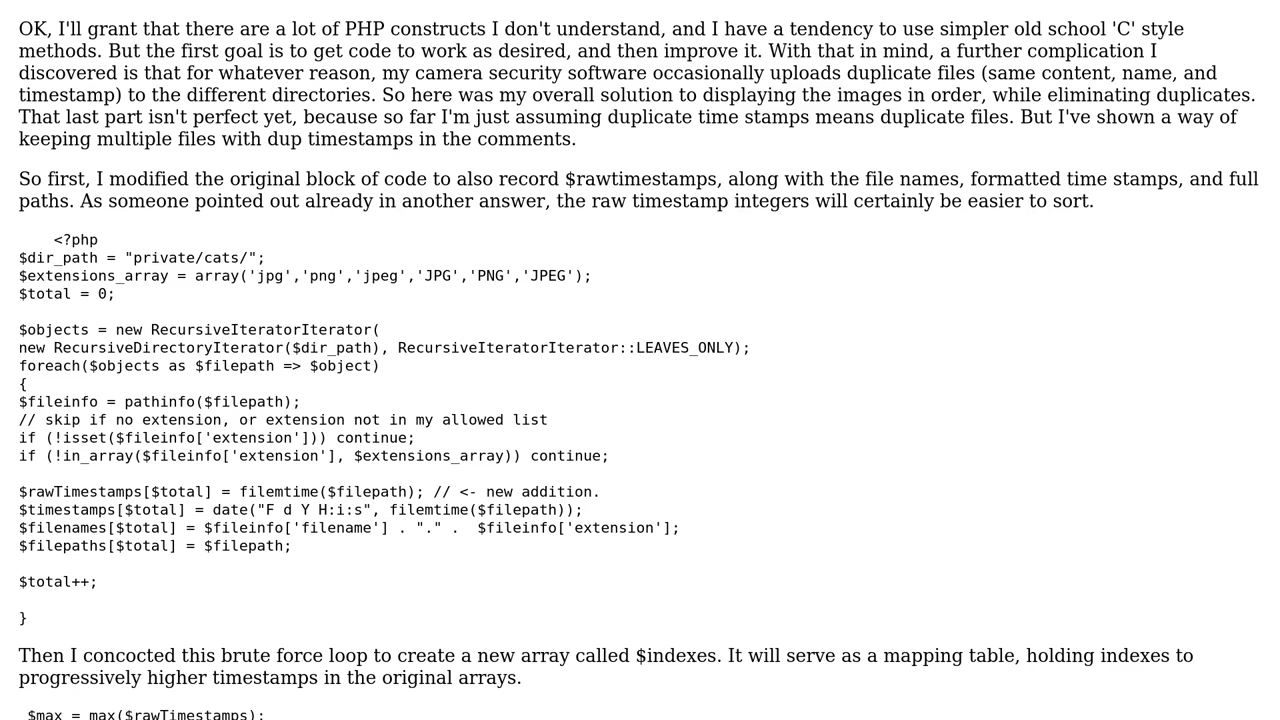 OK, I'll grant that there are a lot of PHP constructs I don't understand, and I have a tendency to use simpler old school 'C' style
methods. But the first goal is to get code to work as desired, and then improve it. With that in mind, a further complication I
discovered is that for whatever reason, my camera security software occasionally uploads duplicate files (same content, name, and
timestamp) to the different directories. So here was my overall solution to displaying the images in order, while eliminating duplicates.
That last part isn't perfect yet, because so far I'm just assuming duplicate time stamps means duplicate files. But I've shown a way of
keeping multiple files with dup timestamps in the comments.
So first, I modified the original block of code to also record $rawtimestamps, along with the file names, formatted time stamps, and full
paths. As someone pointed out already in another answer, the raw timestamp integers will certainly be easier to sort.
<?php
$dir_path = "private/cats/";
$extensions_array = array('jpg','png','jpeg','JPG','PNG','JPEG');
$total = 0;
$objects = new RecursiveIteratorIterator(
new RecursiveDirectoryIterator($dir_path), RecursiveIteratorIterator::LEAVES_ONLY);
foreach($objects as $filepath => $object)
{
$fileinfo = pathinfo($filepath);
// skip if no extension, or extension not in my allowed list
if (!isset($fileinfo['extension'])) continue;
if (!in_array($fileinfo['extension'], $extensions_array)) continue;
$rawTimestamps[$total] = filemtime($filepath); // <- new addition.
$timestamps[$total] = date("F d Y H:i:s", filemtime($filepath));
$filenames[$total] = $fileinfo['filename'] . "." .  $fileinfo['extension'];
$filepaths[$total] = $filepath;
$total++;
}
Then I concocted this brute force loop to create a new array called $indexes. It will serve as a mapping table, holding indexes to
progressively higher timestamps in the original arrays.
$max = max($rawTimestamps);